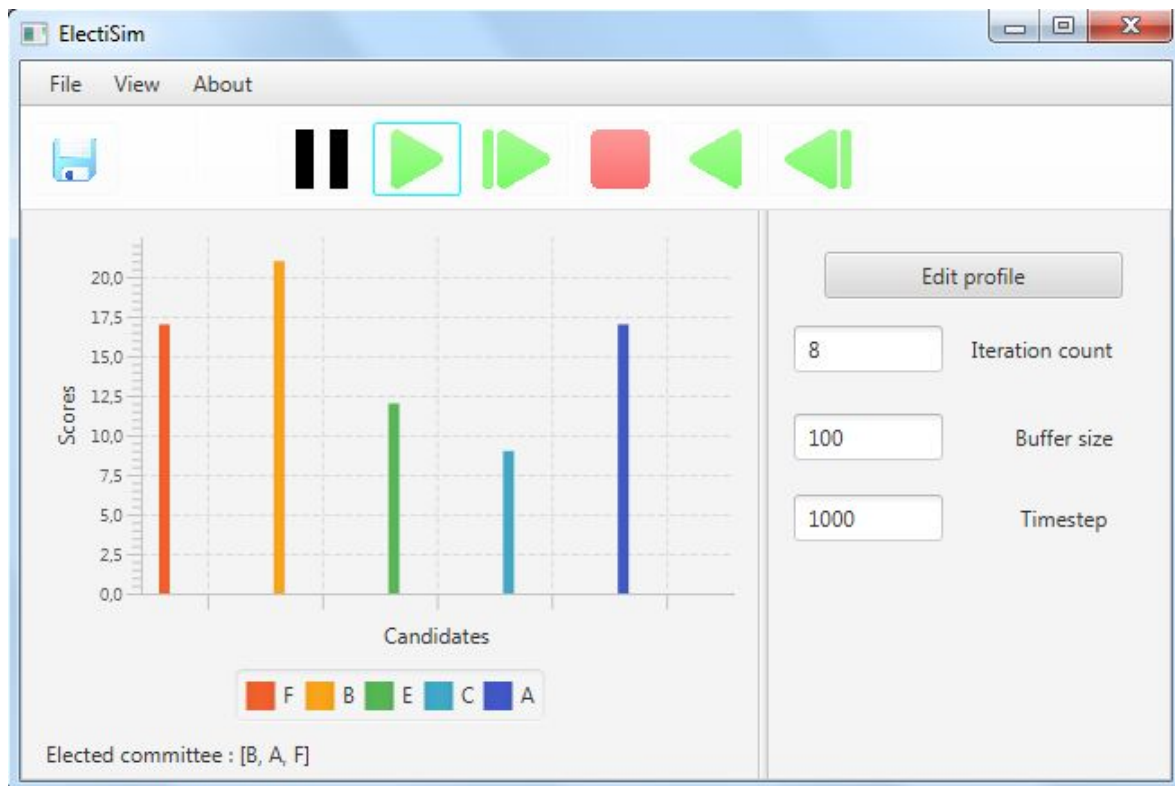 ElectiSim
File View About
Edit profile
8 Iteration count
100 Buffer size
1000 Timestep
Scores
20,0
17,5
15,0
12,5
10,0
7,5
5,0
2,5
0,0
Candidates
F B E C A
Elected committee : [B, A, F]